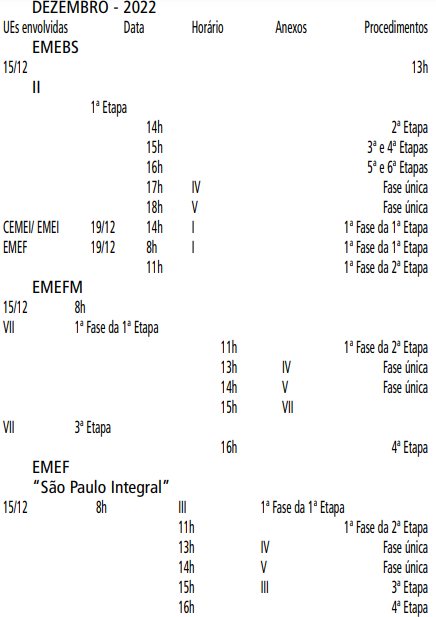 DEZEMBRO - 2022
UEs envolvidas Data Horário Anexos Procedimentos
EMEBS
15/12 13h
II
1ª Etapa
14h 2ª Etapa
15h 3ª e 4ª Etapas
16h 5ª e 6ª Etapas
17h IV Fase única
18h V Fase única
CEMEI/ EMEI 19/12 14h I 1ª Fase da 1ª Etapa
EMEF 19/12 8h I 1ª Fase da 1ª Etapa
11h 1ª Fase da 2ª Etapa
EMEFM
15/12 8h
VII 1ª Fase da 1ª Etapa
11h 1ª Fase da 2ª Etapa
13h IV Fase única
14h V Fase única
15h VII
VII 3ª Etapa
16h 4ª Etapa
EMEF
“São Paulo Integral”
15/12 8h III 1ª Fase da 1ª Etapa
11h 1ª Fase da 2ª Etapa
13h IV Fase única
14h V Fase única
15h III 3ª Etapa
16h 4ª Etapa